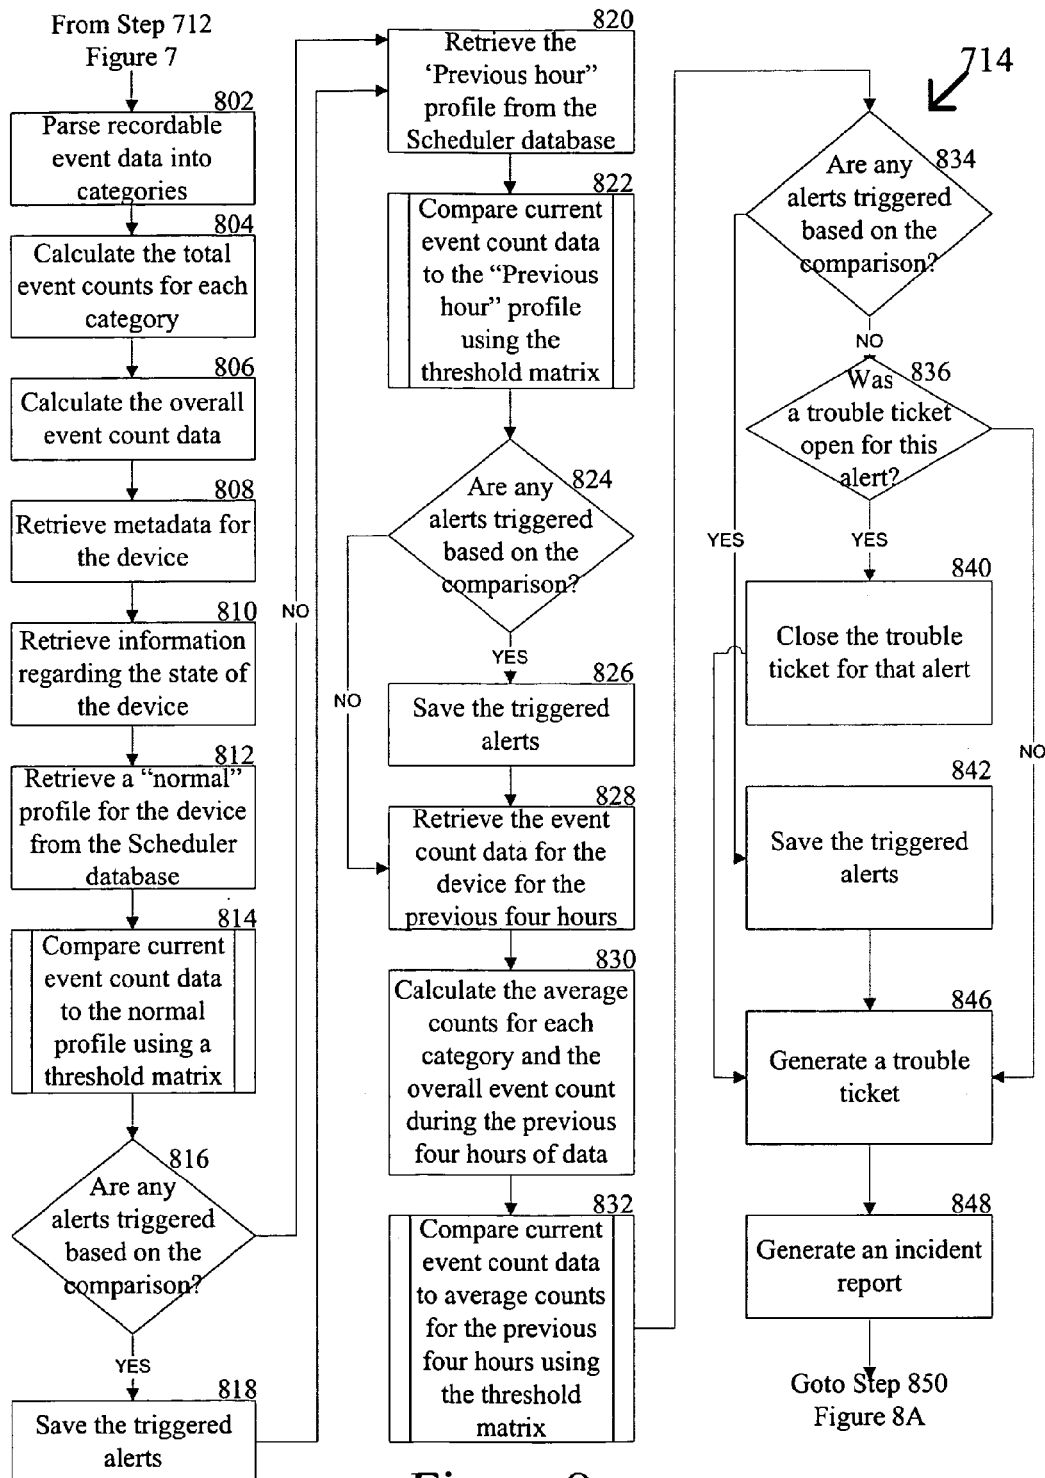 From Step 712
Figure 7
802
Parse recordable
event data into
categories
804
Calculate the total
event counts for each
category
806
Calculate the overall
event count data
808
Retrieve metadata for
the device
810
Retrieve information
regarding the state of
the device
812
Retrieve a “normal”
profile for the device
from the Scheduler
database
814
Compare current
event count data
to the normal
profile using a
threshold matrix
816
Are any
alerts triggered
based on the
comparison?
NO
YES
818
Save the triggered
alerts
820
Retrieve the
‘Previous hour”
profile from the
Scheduler database
822
Compare current
event count data
to the “Previous
hour” profile
using the
threshold matrix
824
Are any
alerts triggered
based on the
comparison?
NO
YES
826
Save the triggered
alerts
828
Retrieve the event
count data for the
device for the
previous four hours
830
Calculate the average
counts for each
category and the
overall event count
during the previous
four hours of data
832
Compare current
event count data
to average counts
for the previous
four hours using
the threshold
matrix
714
834
Are any
alerts triggered
based on the
comparison?
YES
NO
836
Was
a trouble ticket
open for this
alert?
YES
NO
840
Close the trouble
ticket for that alert
842
Save the triggered
alerts
846
Generate a trouble
ticket
848
Generate an incident
report
Goto Step 850
Figure 8A